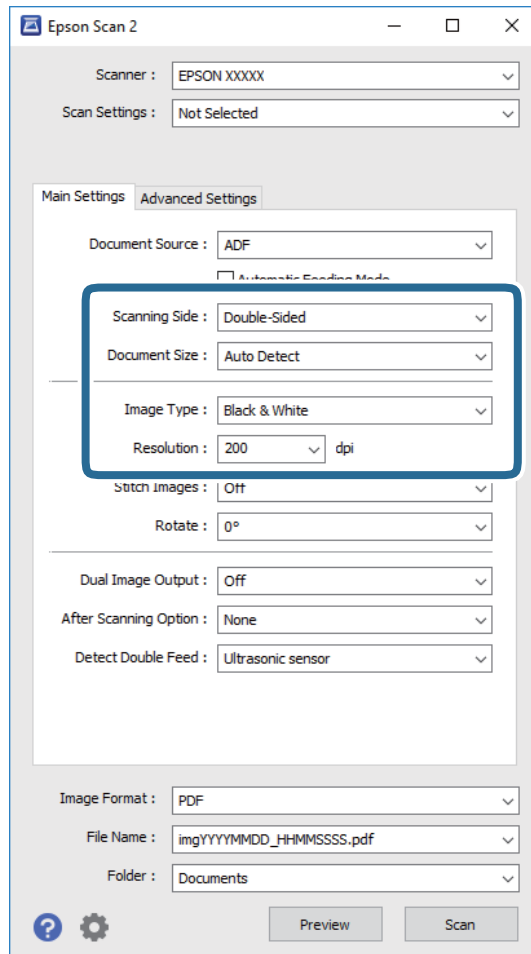 Epson Scan 2
Scanner : EPSON XXXXX
Scan Settings : Not Selected
Main Settings Advanced Settings
Document Source : ADF
Automatic Feeding Mode
Scanning Side : Double-Sided
Document Size : Auto Detect
Image Type : Black & White
Resolution : 200 dpi
Stitch Images : Off
Rotate : 0°
Dual Image Output : Off
After Scanning Option : None
Detect Double Feed : Ultrasonic sensor
Image Format : PDF
File Name : imgYYYYMMDD_HHMMSSSS.pdf
Folder : Documents
? Preview Scan